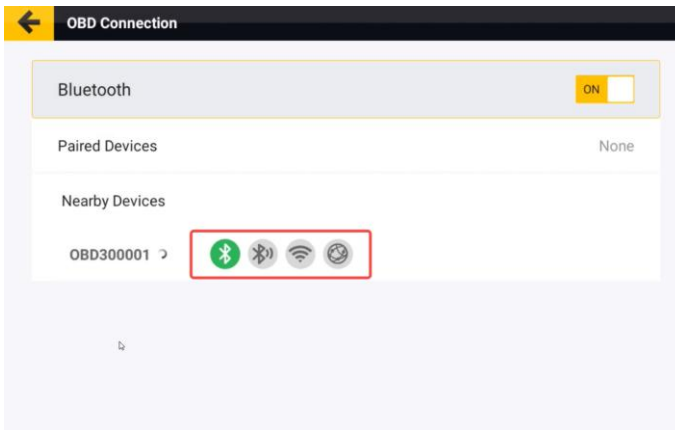 OBD Connection
Bluetooth ON
Paired Devices None
Nearby Devices
OBD300001